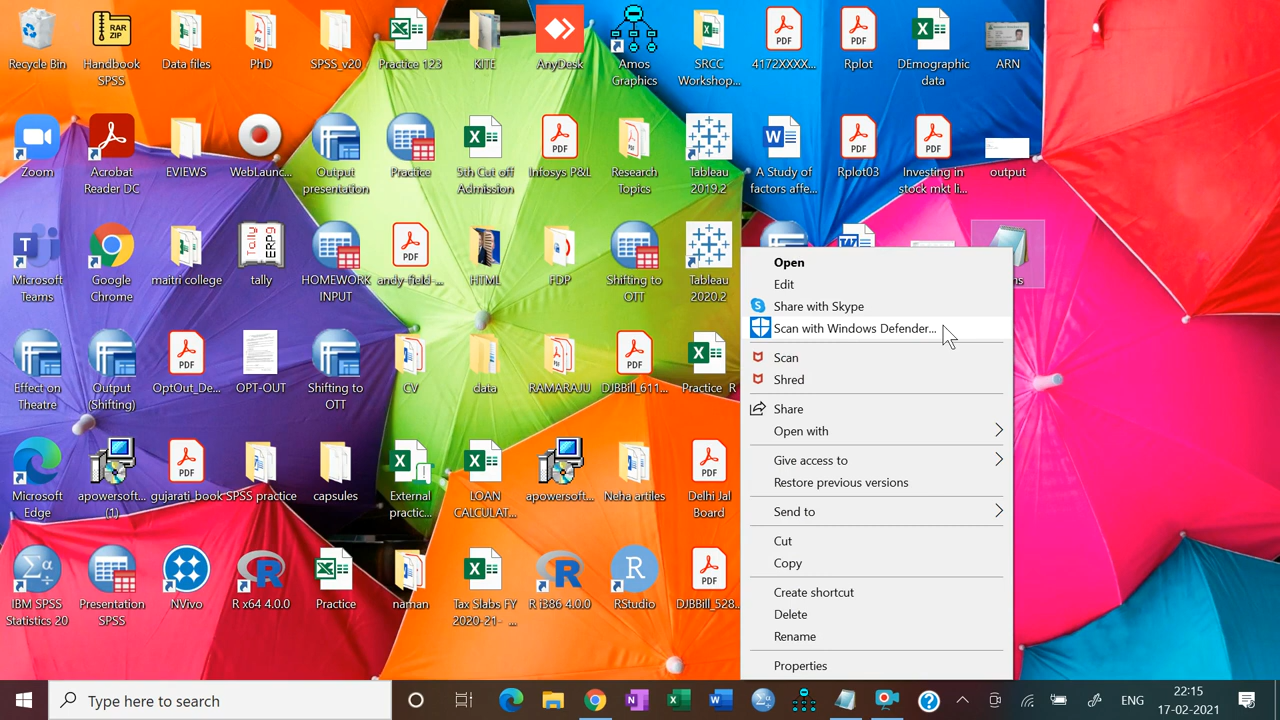 Recycle Bin
Handbook
SPSS
Data files
PhD
SPSS_v20
Practice 123
KITE
AnyDesk
Amos
Graphics
SRCC
Workshop...
4172XXXX...
Rplot
DEmographic
data
ARN
Zoom
Acrobat
Reader DC
EVIEWS
WebLaunc...
Output
presentation
Practice
5th Cut off
Admission
Infosys P&L
Research
Topics
Tableau
2019.2
A Study of
factors affe...
Rplot03
Investing in
stock mkt li...
output
Microsoft
Teams
Google
Chrome
maitri college
tally
HOMEWORK
INPUT
andy-field-...
HTML
FDP
Shifting to
OTT
Tableau
2020.2
ns
Effect on
Theatre
Output
(Shifting)
OptOut_De...
OPT-OUT
Shifting to
OTT
CV
data
RAMARAJU
DJBBill_611...
Practice R
Microsoft
Edge
apowersoft...
(1)
gujarati_book
SPSS practice
capsules
External
practic...
LOAN
CALCULAT...
apowersoft...
Neha artiles
Delhi Jal
Board
IBM SPSS
Statistics 20
Presentation
SPSS
NVivo
R x64 4.0.0
Practice
naman
Tax Slabs FY
2020-21- ...
R i386 4.0.0
RStudio
DJBBill_528...
Open
Edit
Share with Skype
Scan with Windows Defender...
Scan
Shred
Share
Open with
Give access to
Restore previous versions
Send to
Cut
Copy
Create shortcut
Delete
Rename
Properties
Type here to search
ENG
22:15
17-02-2021